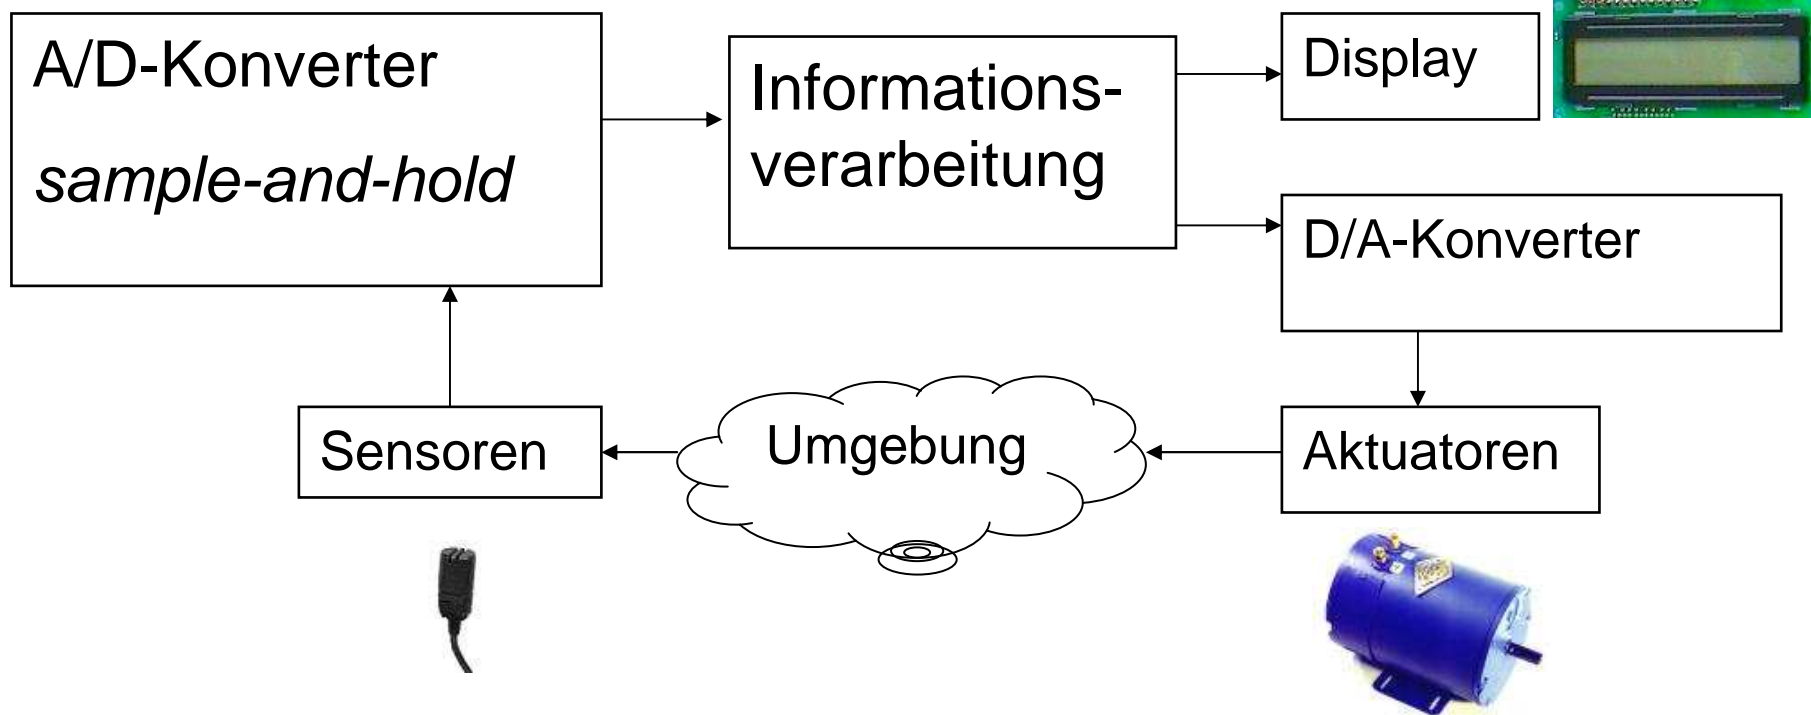 A/D-Konverter
sample-and-hold
Informations-
verarbeitung
Display
D/A-Konverter
Sensoren
Umgebung
Aktuatoren